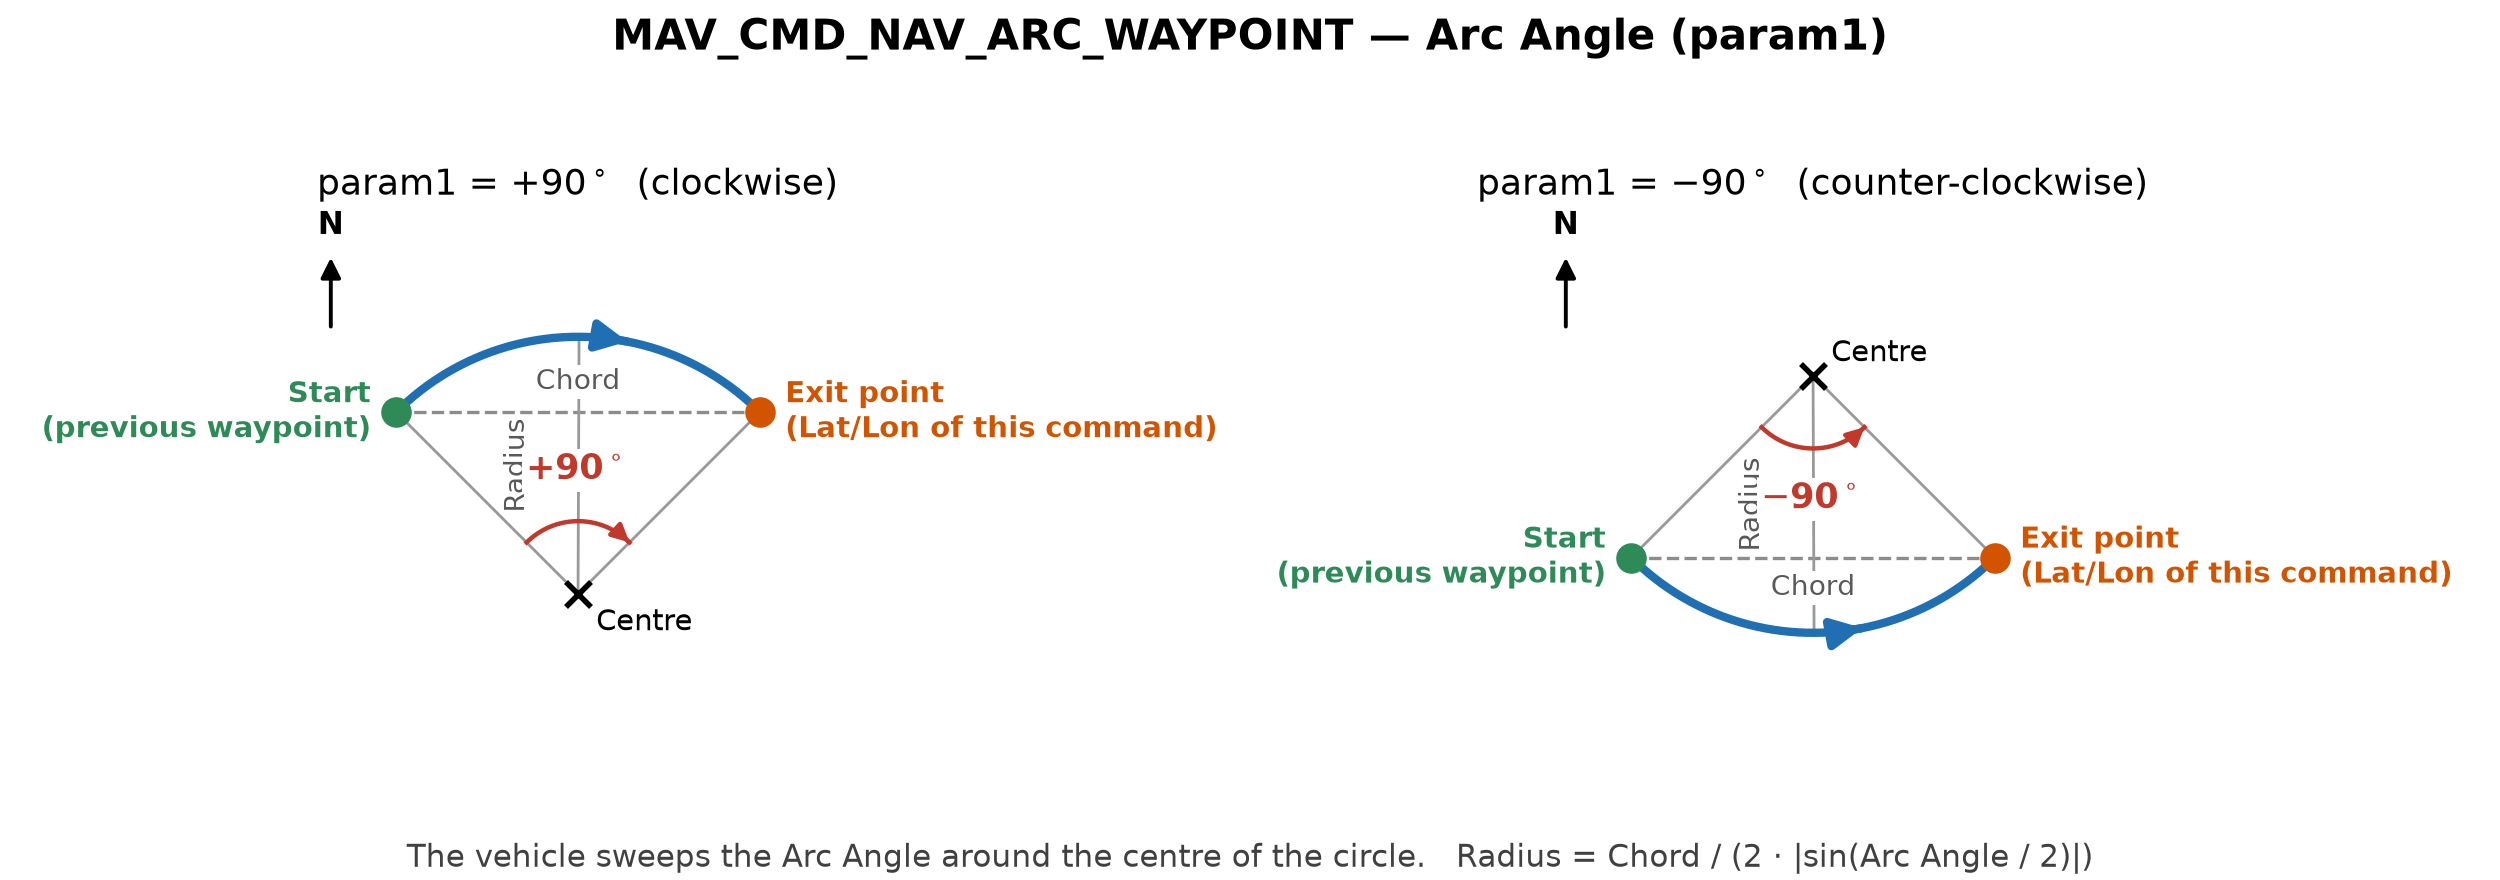 MAV_CMD_NAV_ARC_WAYPOINT — Arc Angle (param1)
param1 = +90° (clockwise)
N
Chord
Start
(previous waypoint)
Exit point
(Lat/Lon of this command)
Radius
+90°
Centre
param1 = −90° (counter-clockwise)
N
Centre
Radius
−90°
Start
(previous waypoint)
Exit point
(Lat/Lon of this command)
Chord
The vehicle sweeps the Arc Angle around the centre of the circle. Radius = Chord / (2 · |sin(Arc Angle / 2)|)